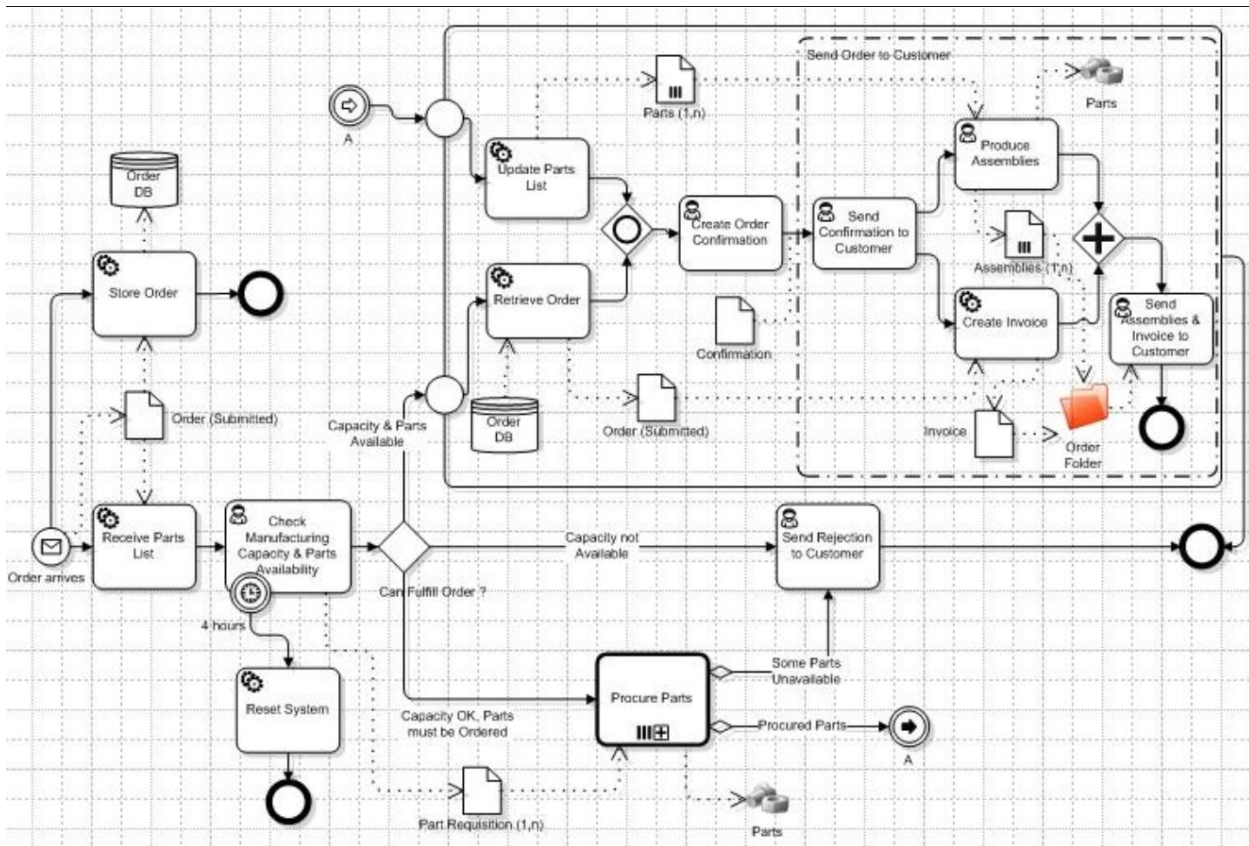 Send Order to Customer
Parts
Parts (1,n)
A
Update Parts
List
Produce
Assemblies
Order
DB
Create Order
Confirmation
Send
Confirmation to
Customer
Assemblies (1,n)
Store Order
Retrieve Order
Create Invoice
Send
Assemblies &
Invoice to
Customer
Confirmation
Order (Submitted)
Capacity & Parts
Available
Order
DB
Order (Submitted)
Invoice
Order
Folder
Order arrives
Receive Parts
List
Check
Manufacturing
Capacity & Parts
Availability
Can Fulfill Order ?
Capacity not
Available
Send Rejection
to Customer
4 hours
Reset System
Capacity OK, Parts
must be Ordered
Procure Parts
Some Parts
Unavailable
Procured Parts
A
Part Requisition (1,n)
Parts